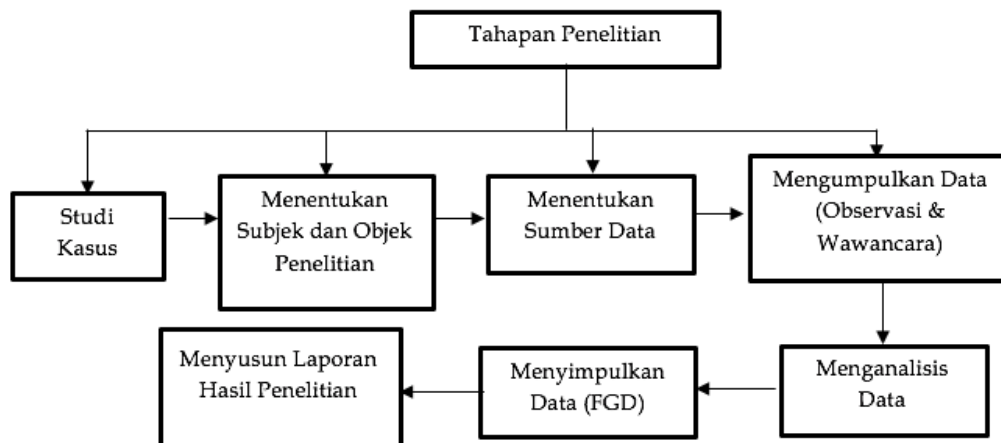 Tahapan Penelitian
Studi
Kasus
Menentukan
Subjek dan Objek
Penelitian
Menentukan
Sumber Data
Mengumpulkan Data
(Observasi &
Wawancara)
Menganalisis
Data
Menyimpulkan
Data (FGD)
Menyusun Laporan
Hasil Penelitian